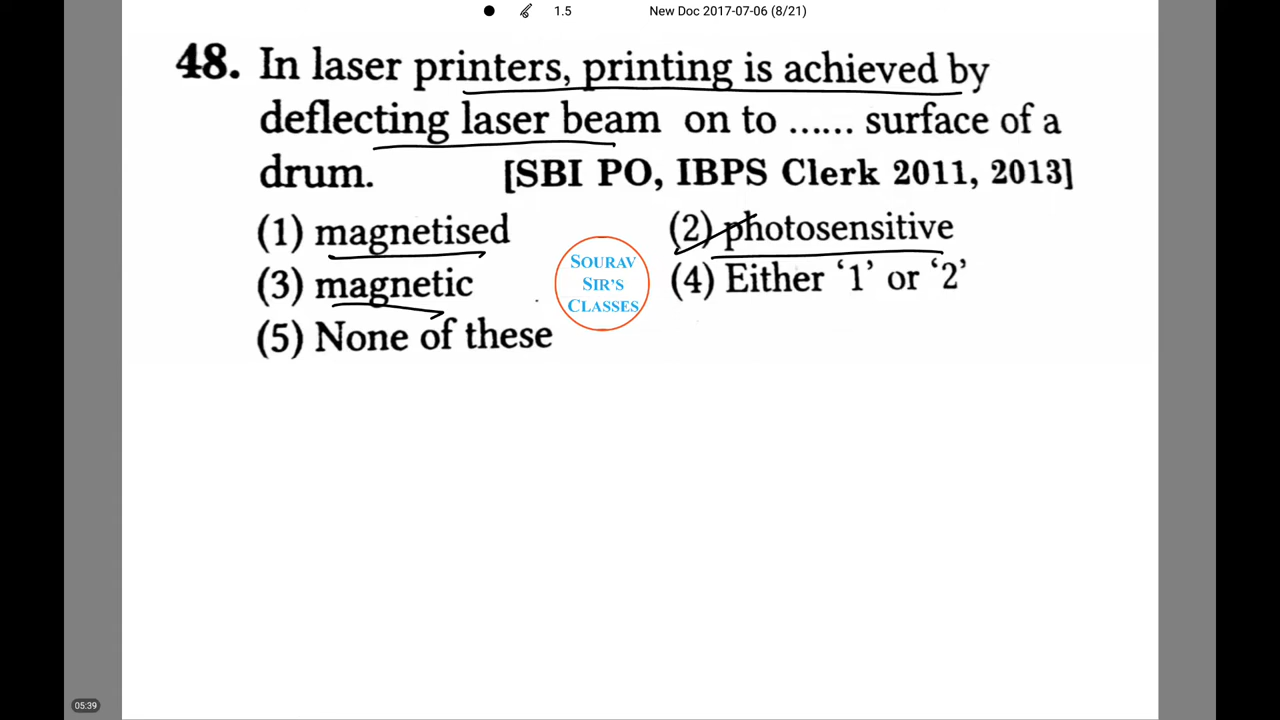 1.5 New Doc 2017-07-06 (8/21)
48. In laser printers, printing is achieved by
deflecting laser beam on to ...... surface of a
drum. [SBI PO, IBPS Clerk 2011, 2013]
(1) magnetised (2) photosensitive
(3) magnetic (4) Either ‘1’ or ‘2’
(5) None of these
SOURAV
SIR'S
CLASSES
05:39